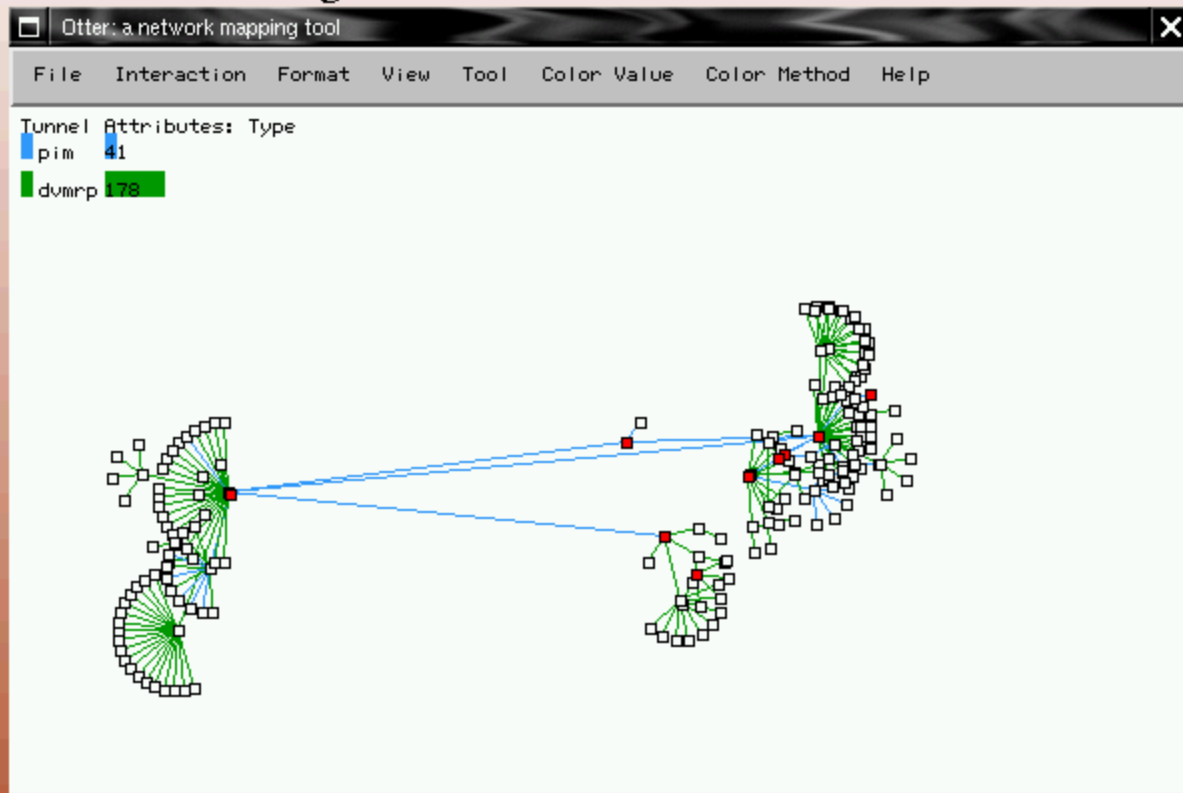 Otter: a network mapping tool
File Interaction Format View Tool Color Value Color Method Help
Tunnel Attributes: Type
pim 41
dvmrp 178